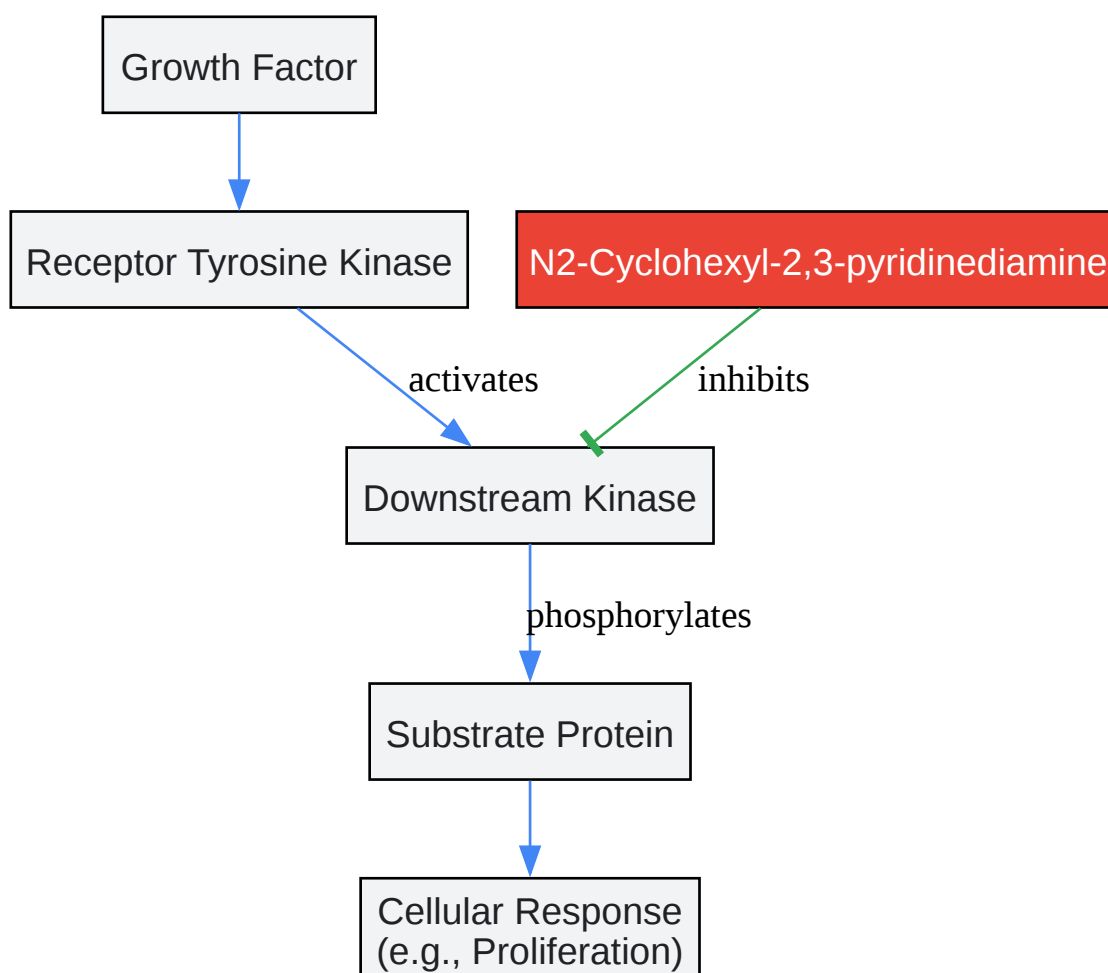 Growth Factor
Receptor Tyrosine Kinase
N2-Cyclohexyl-2,3-pyridinediamine
activates
inhibits
Downstream Kinase
phosphorylates
Substrate Protein
Cellular Response
(e.g., Proliferation)